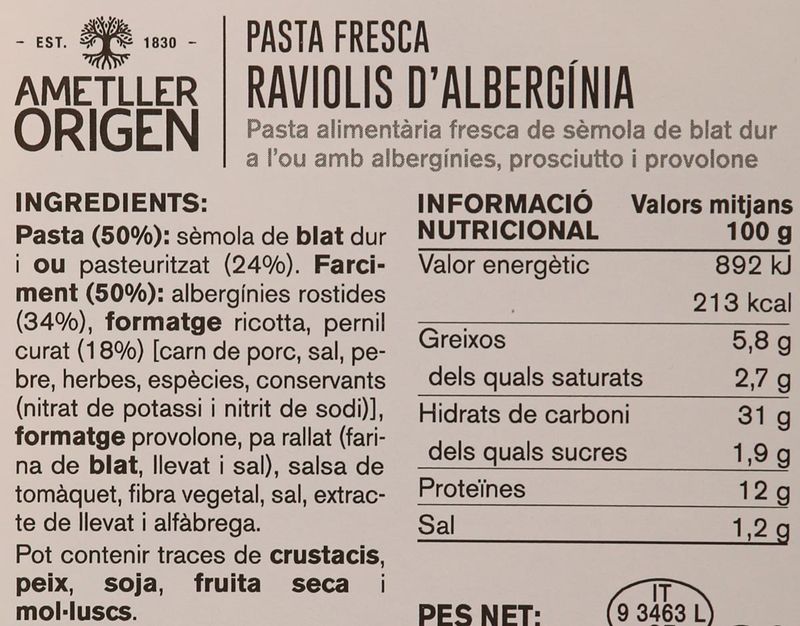 - EST. 1830 -
AMETLLER
ORIGEN
PASTA FRESCA
RAVIOLIS D'ALBERGÍNIA
Pasta alimentària fresca de sèmola de blat dur
a l'ou amb albergínies, prosciutto i provolone
INGREDIENTS:
Pasta (50%): sèmola de blat dur
i ou pasteuritzat (24%). Farci-
ment (50%): albergínies rostides
(34%), formatge ricotta, pernil
curat (18%) [carn de porc, sal, pe-
bre, herbes, espècies, conservants
(nitrat de potassi i nitrit de sodi)],
formatge provolone, pa rallat (fari-
na de blat, llevat i sal), salsa de
tomàquet, fibra vegetal, sal, extrac-
te de llevat i alfàbrega.
Pot contenir traces de crustacis,
peix, soja, fruita seca i
mol·luscs.
INFORMACIÓ Valors mitjans
NUTRICIONAL 100 g
Valor energètic 892 kJ
213 kcal
Greixos 5,8 g
dels quals saturats 2,7 g
Hidrats de carboni 31 g
dels quals sucres 1,9 g
Proteïnes 12 g
Sal 1,2 g
PES NET:
IT
9 3463 L